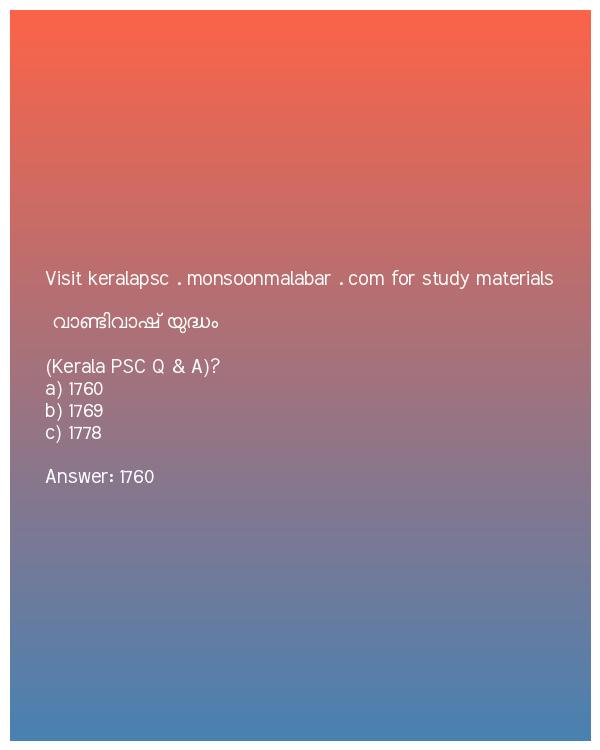 Visit keralapsc . monsoonmalabar . com for study materials
വാണ്ടിവാഷ് യുദ്ധം
(Kerala PSC Q & A)?
a) 1760
b) 1769
c) 1778
Answer: 1760